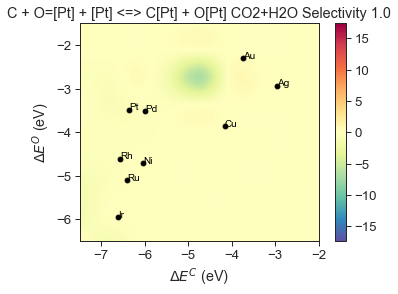 C + O=[Pt] + [Pt] <=> C[Pt] + O[Pt] CO2+H2O Selectivity 1.0
−2
−3
−4
−5
−6
ΔE^O (eV)
Au
Ag
Pt
Pd
Cu
Rh
Ni
Ru
Ir
−7
−6
−5
−4
−3
−2
ΔE^C (eV)
15
10
5
0
−5
−10
−15